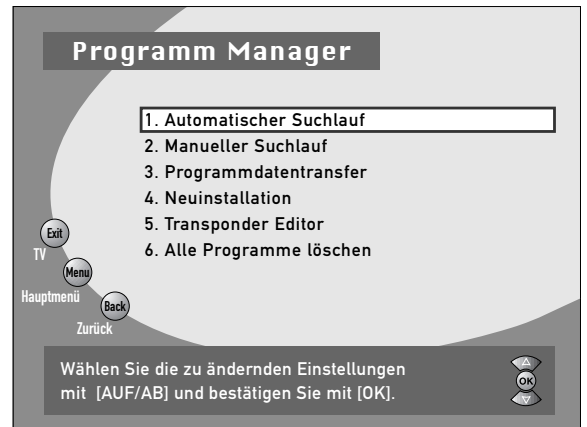 Programm Manager
1. Automatischer Suchlauf
2. Manueller Suchlauf
3. Programmdatentransfer
4. Neuinstallation
5. Transponder Editor
6. Alle Programme löschen
Exit
TV
Menu
Hauptmenü
Back
Zurück
Wählen Sie die zu ändernden Einstellungen
mit [AUF/AB] und bestätigen Sie mit [OK].
OK